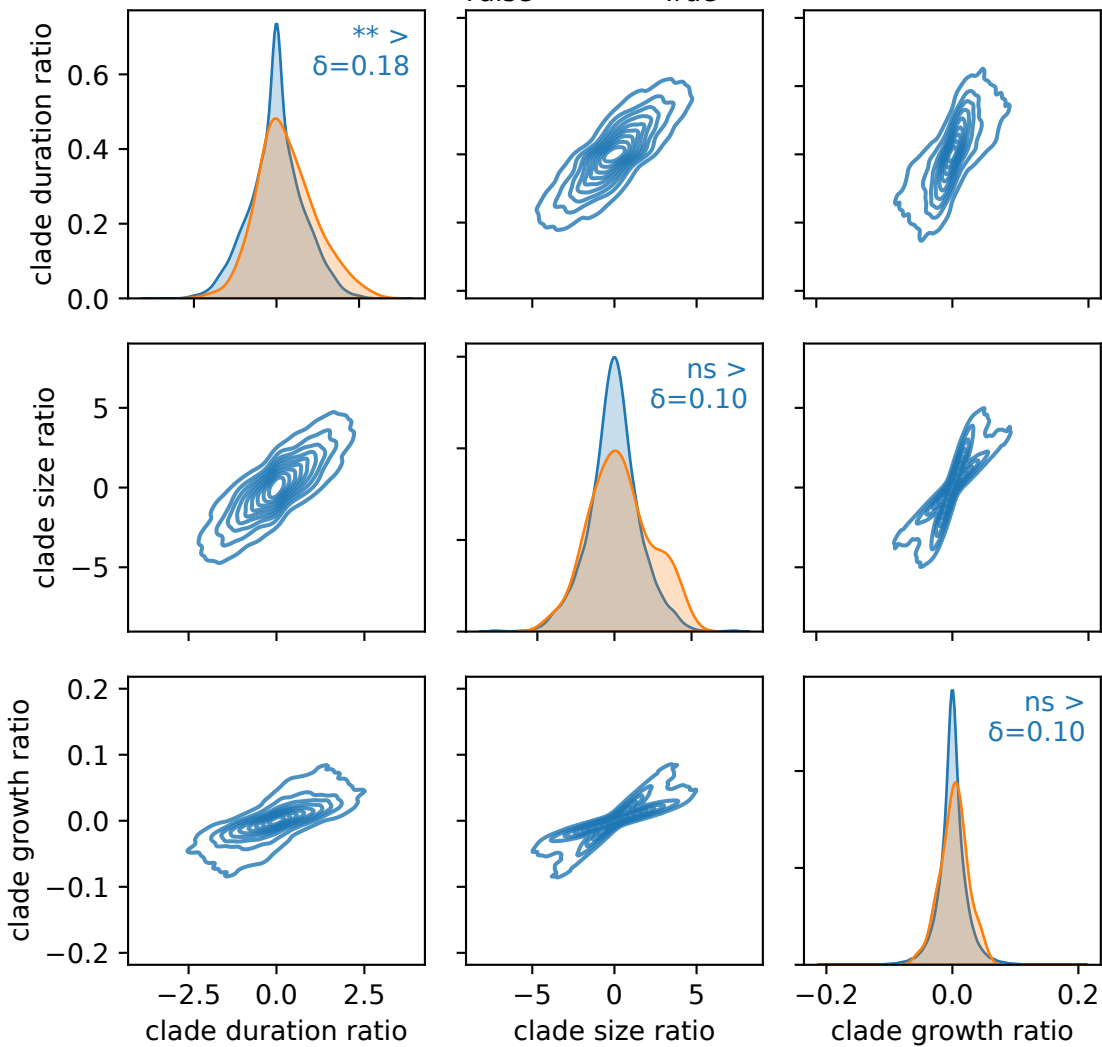 clade duration ratio
0.6
0.4
0.2
0.0
** >
δ=0.18
clade size ratio
5
0
−5
ns >
δ=0.10
clade growth ratio
0.2
0.1
0.0
−0.1
−0.2
ns >
δ=0.10
−2.5 0.0 2.5
−5 0 5
−0.2 0.0 0.2
clade duration ratio
clade size ratio
clade growth ratio